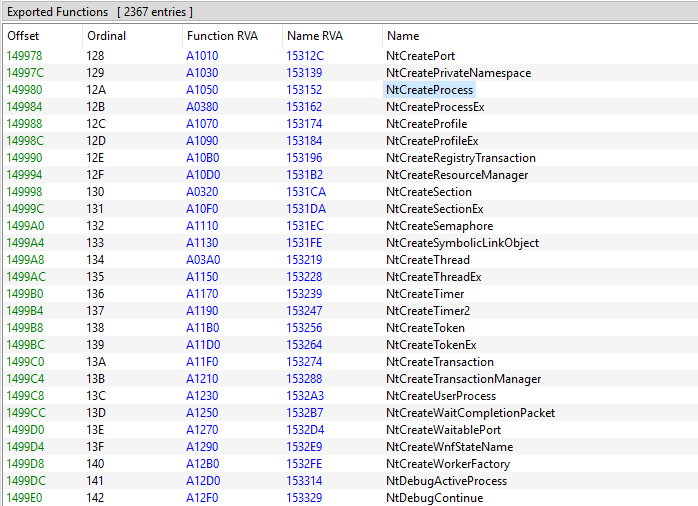 Exported Functions [ 2367 entries ]
Offset Ordinal Function RVA Name RVA Name
149978 128 A1010 15312C NtCreatePort
14997C 129 A1030 153139 NtCreatePrivateNamespace
149980 12A A1050 153152 NtCreateProcess
149984 12B A0380 153162 NtCreateProcessEx
149988 12C A1070 153174 NtCreateProfile
14998C 12D A1090 153184 NtCreateProfileEx
149990 12E A10B0 153196 NtCreateRegistryTransaction
149994 12F A10D0 1531B2 NtCreateResourceManager
149998 130 A0320 1531CA NtCreateSection
14999C 131 A10F0 1531DA NtCreateSectionEx
1499A0 132 A1110 1531EC NtCreateSemaphore
1499A4 133 A1130 1531FE NtCreateSymbolicLinkObject
1499A8 134 A03A0 153219 NtCreateThread
1499AC 135 A1150 153228 NtCreateThreadEx
1499B0 136 A1170 153239 NtCreateTimer
1499B4 137 A1190 153247 NtCreateTimer2
1499B8 138 A11B0 153256 NtCreateToken
1499BC 139 A11D0 153264 NtCreateTokenEx
1499C0 13A A11F0 153274 NtCreateTransaction
1499C4 13B A1210 153288 NtCreateTransactionManager
1499C8 13C A1230 1532A3 NtCreateUserProcess
1499CC 13D A1250 1532B7 NtCreateWaitCompletionPacket
1499D0 13E A1270 1532D4 NtCreateWaitablePort
1499D4 13F A1290 1532E9 NtCreateWnfStateName
1499D8 140 A12B0 1532FE NtCreateWorkerFactory
1499DC 141 A12D0 153314 NtDebugActiveProcess
1499E0 142 A12F0 153329 NtDebugContinue